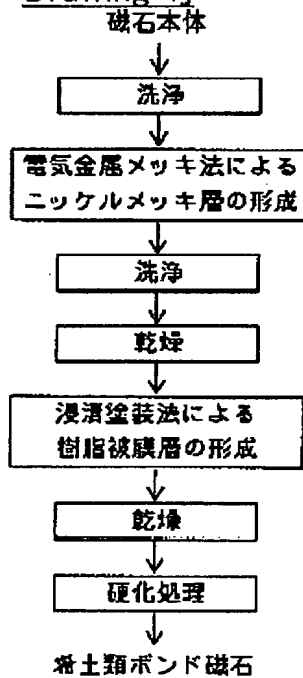 磁石本体
洗浄
電気金属メッキ法による
ニッケルメッキ層の形成
洗浄
乾燥
浸漬塗装法による
樹脂被膜層の形成
乾燥
硬化処理
希土類ボンド磁石